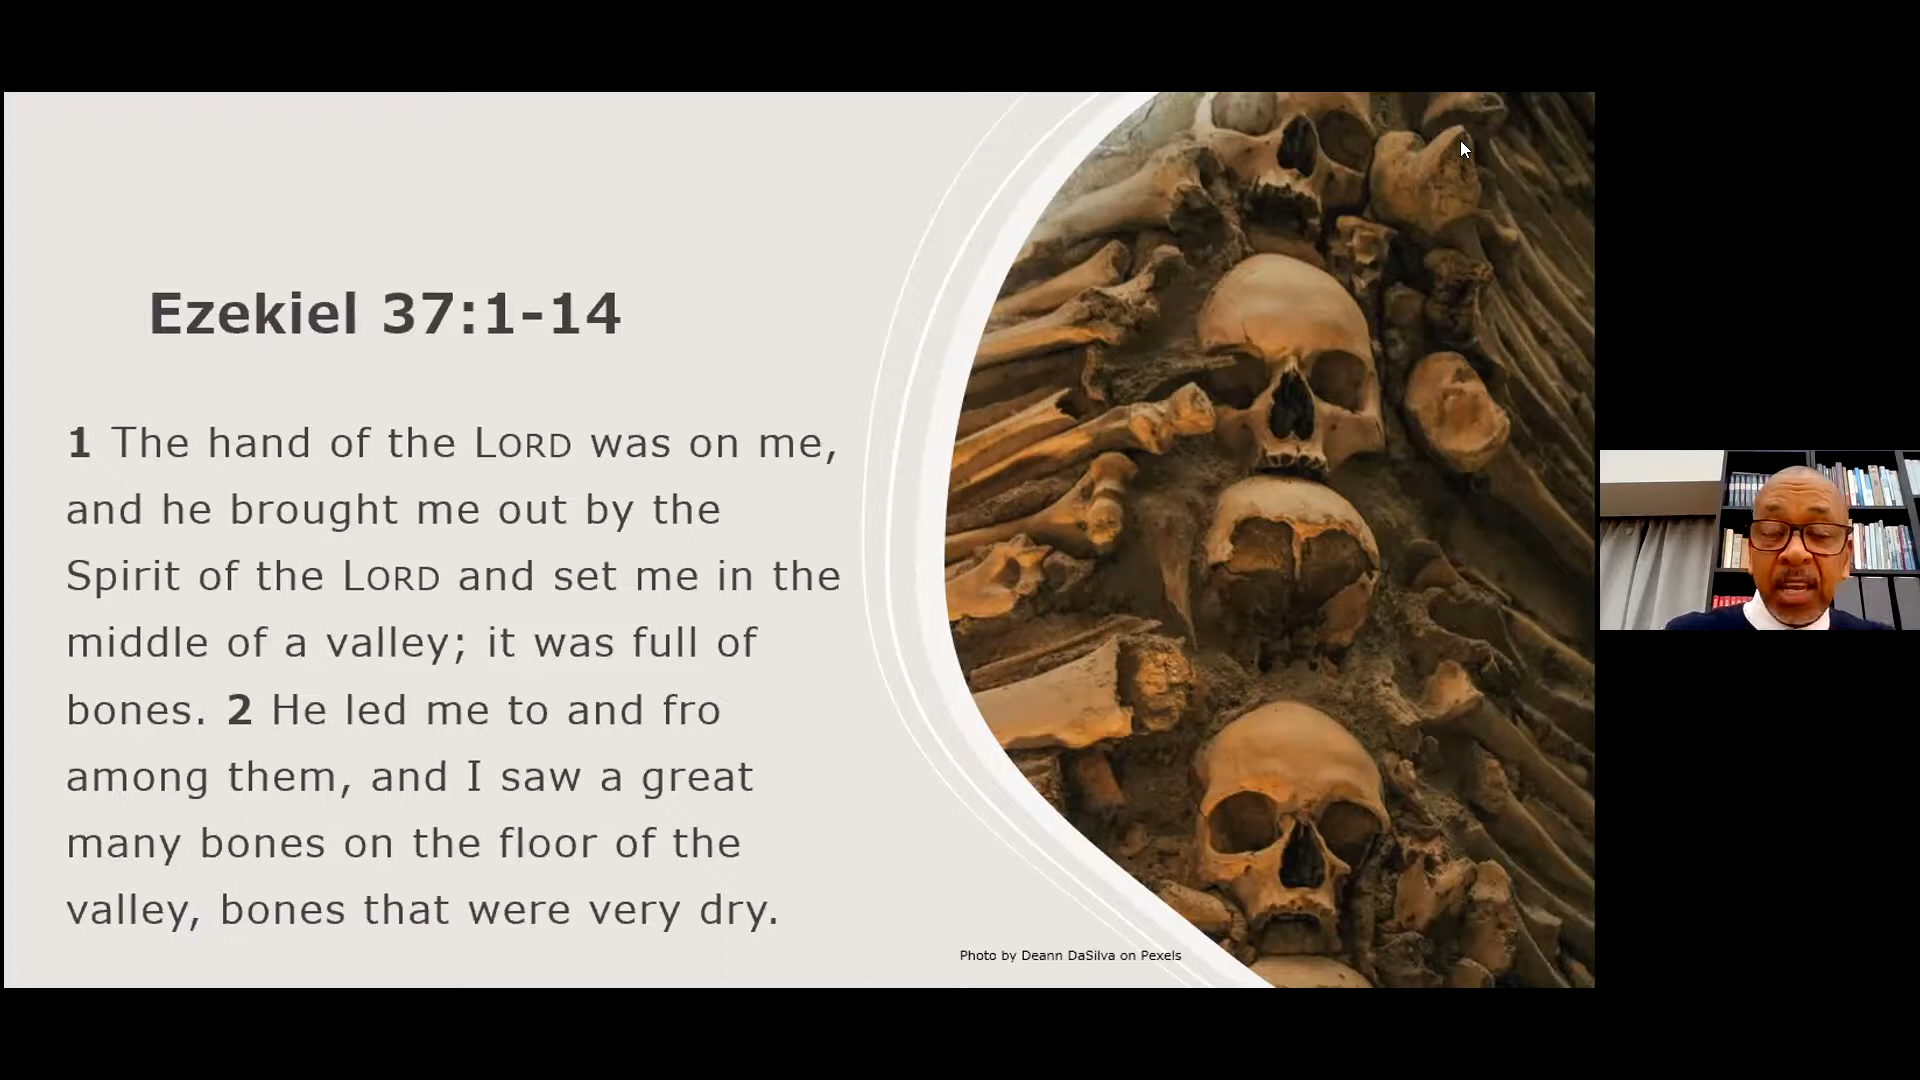 Ezekiel 37:1-14
1 The hand of the LORD was on me,
and he brought me out by the
Spirit of the LORD and set me in the
middle of a valley; it was full of
bones. 2 He led me to and fro
among them, and I saw a great
many bones on the floor of the
valley, bones that were very dry.
Photo by Deann DaSilva on Pexels